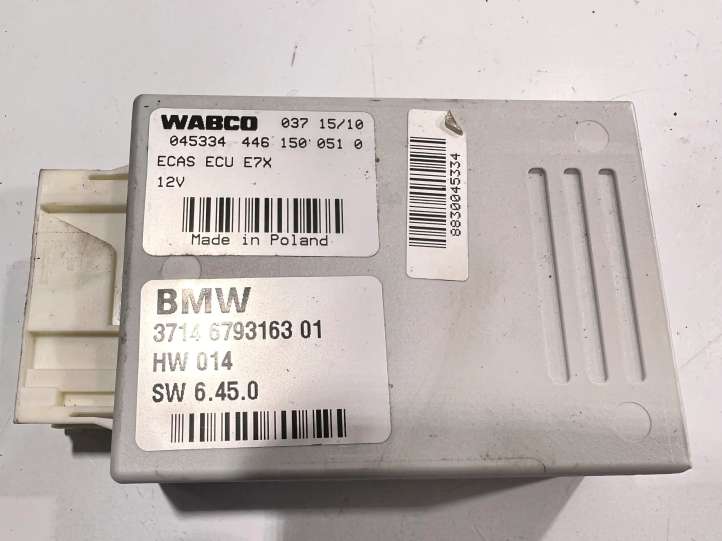 WABCO 037 15/10
045334 446 150 051 0
ECAS ECU E7X
12V
Made in Poland
8830045334
BMW
3714 6793163 01
HW 014
SW 6.45.0